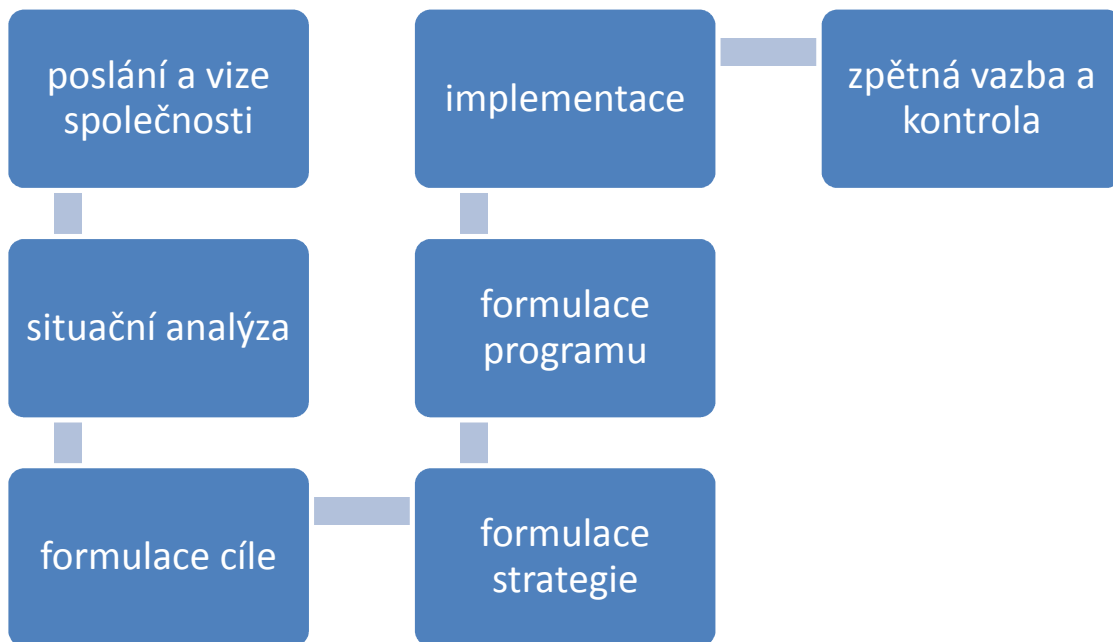 poslání a vize
společnosti
situační analýza
formulace cíle
formulace
strategie
formulace
programu
implementace
zpětná vazba a
kontrola